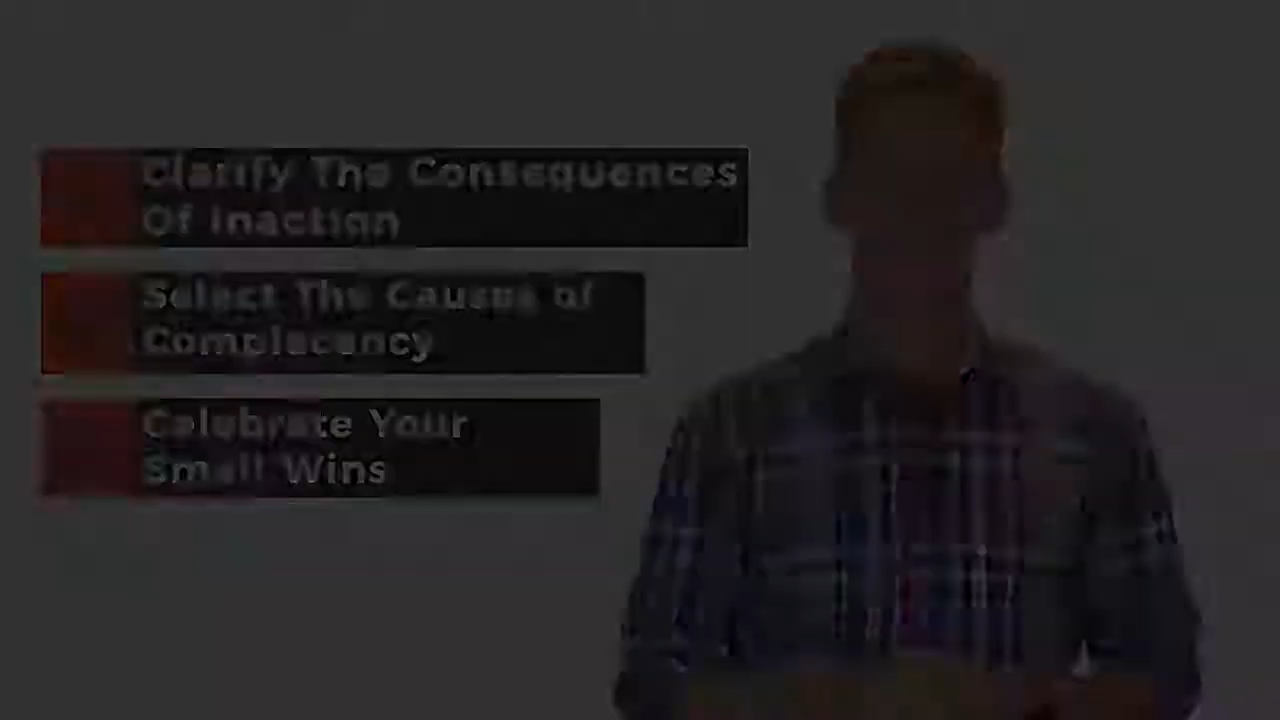 Clarify The Consequences
Of Inaction
Select The Causes of
Complacency
Celebrate Your
Small Wins